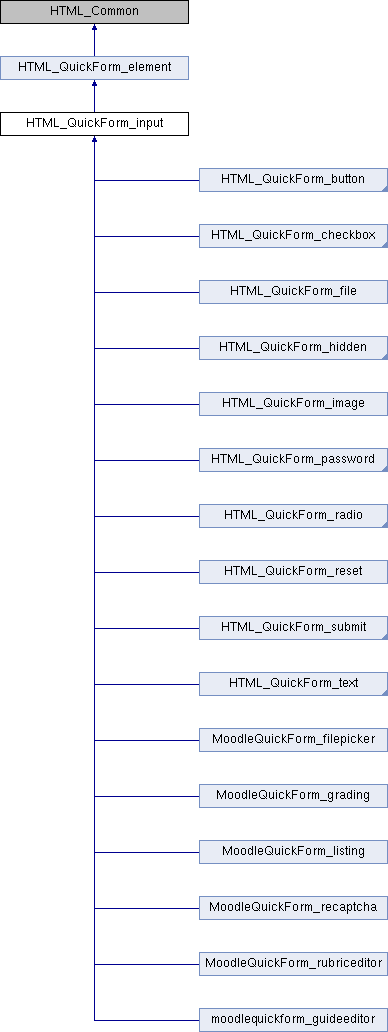 HTML_Common
HTML_QuickForm_element
HTML_QuickForm_input
HTML_QuickForm_button
HTML_QuickForm_checkbox
HTML_QuickForm_file
HTML_QuickForm_hidden
HTML_QuickForm_image
HTML_QuickForm_password
HTML_QuickForm_radio
HTML_QuickForm_reset
HTML_QuickForm_submit
HTML_QuickForm_text
MoodleQuickForm_filepicker
MoodleQuickForm_grading
MoodleQuickForm_listing
MoodleQuickForm_recaptcha
MoodleQuickForm_rubriceditor
moodlequickform_guideeditor